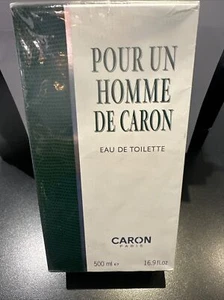 POUR UN
HOMME
DE CARON
EAU DE TOILETTE
CARON
PARIS
500 ml e 16.9 fl.oz